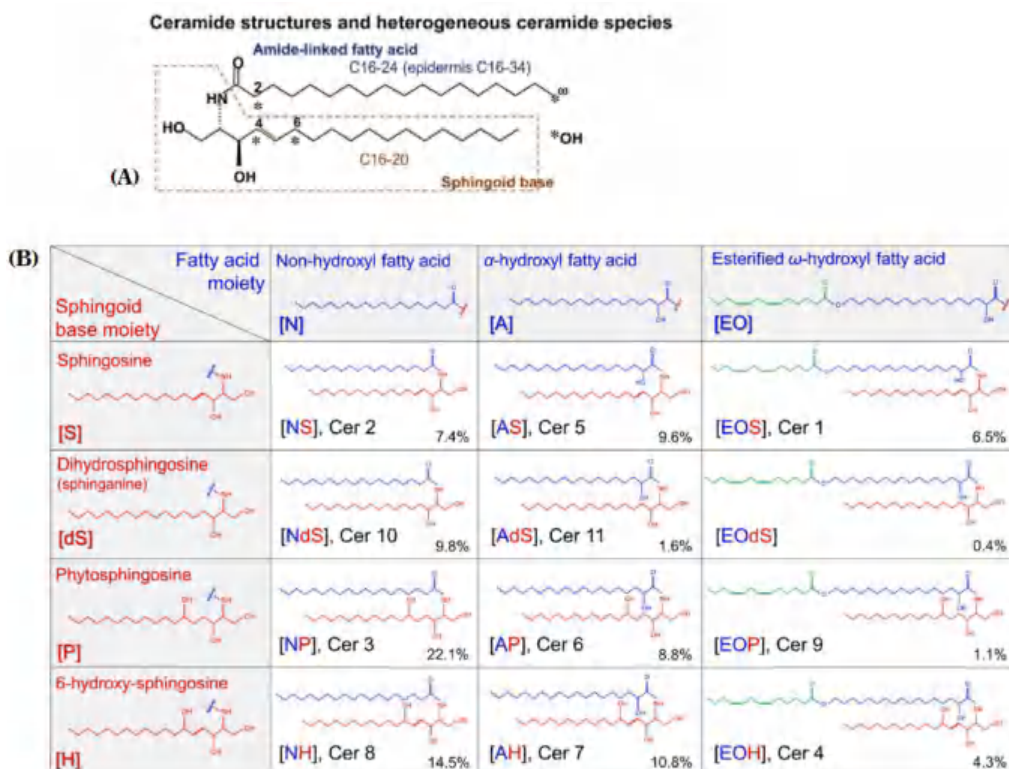 Ceramide structures and heterogeneous ceramide species
Amide-linked fatty acid
C16-24 (epidermis C16-34)
O
2
*
ω
*
HN
4
*
6
*
HO
*OH
OH
C16-20
Sphingoid base
(A)
(B)
Fatty acid
moiety
Sphingoid
base moiety
Non-hydroxyl fatty acid
[N]
α-hydroxyl fatty acid
[A]
Esterified ω-hydroxyl fatty acid
[EO]
Sphingosine
[S]
[NS], Cer 2
7.4%
[AS], Cer 5
9.6%
[EOS], Cer 1
6.5%
Dihydrosphingosine
(sphinganine)
[dS]
[NdS], Cer 10
9.8%
[AdS], Cer 11
1.6%
[EOdS]
0.4%
Phytosphingosine
[P]
[NP], Cer 3
22.1%
[AP], Cer 6
8.8%
[EOP], Cer 9
1.1%
6-hydroxy-sphingosine
[H]
[NH], Cer 8
14.5%
[AH], Cer 7
10.8%
[EOH], Cer 4
4.3%